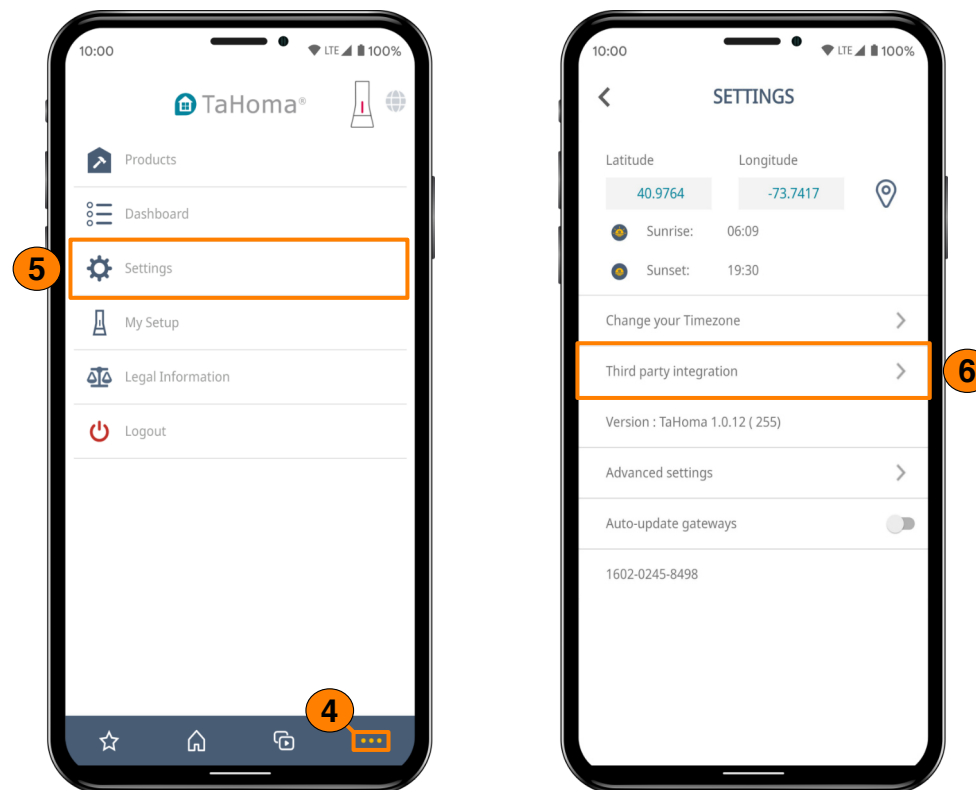 10:00
LTE 100%
TaHoma®
Products
Dashboard
5
Settings
My Setup
Legal Information
Logout
4
10:00
LTE 100%
SETTINGS
Latitude Longitude
40.9764 -73.7417
Sunrise: 06:09
Sunset: 19:30
Change your Timezone
Third party integration
6
Version : TaHoma 1.0.12 ( 255)
Advanced settings
Auto-update gateways
1602-0245-8498